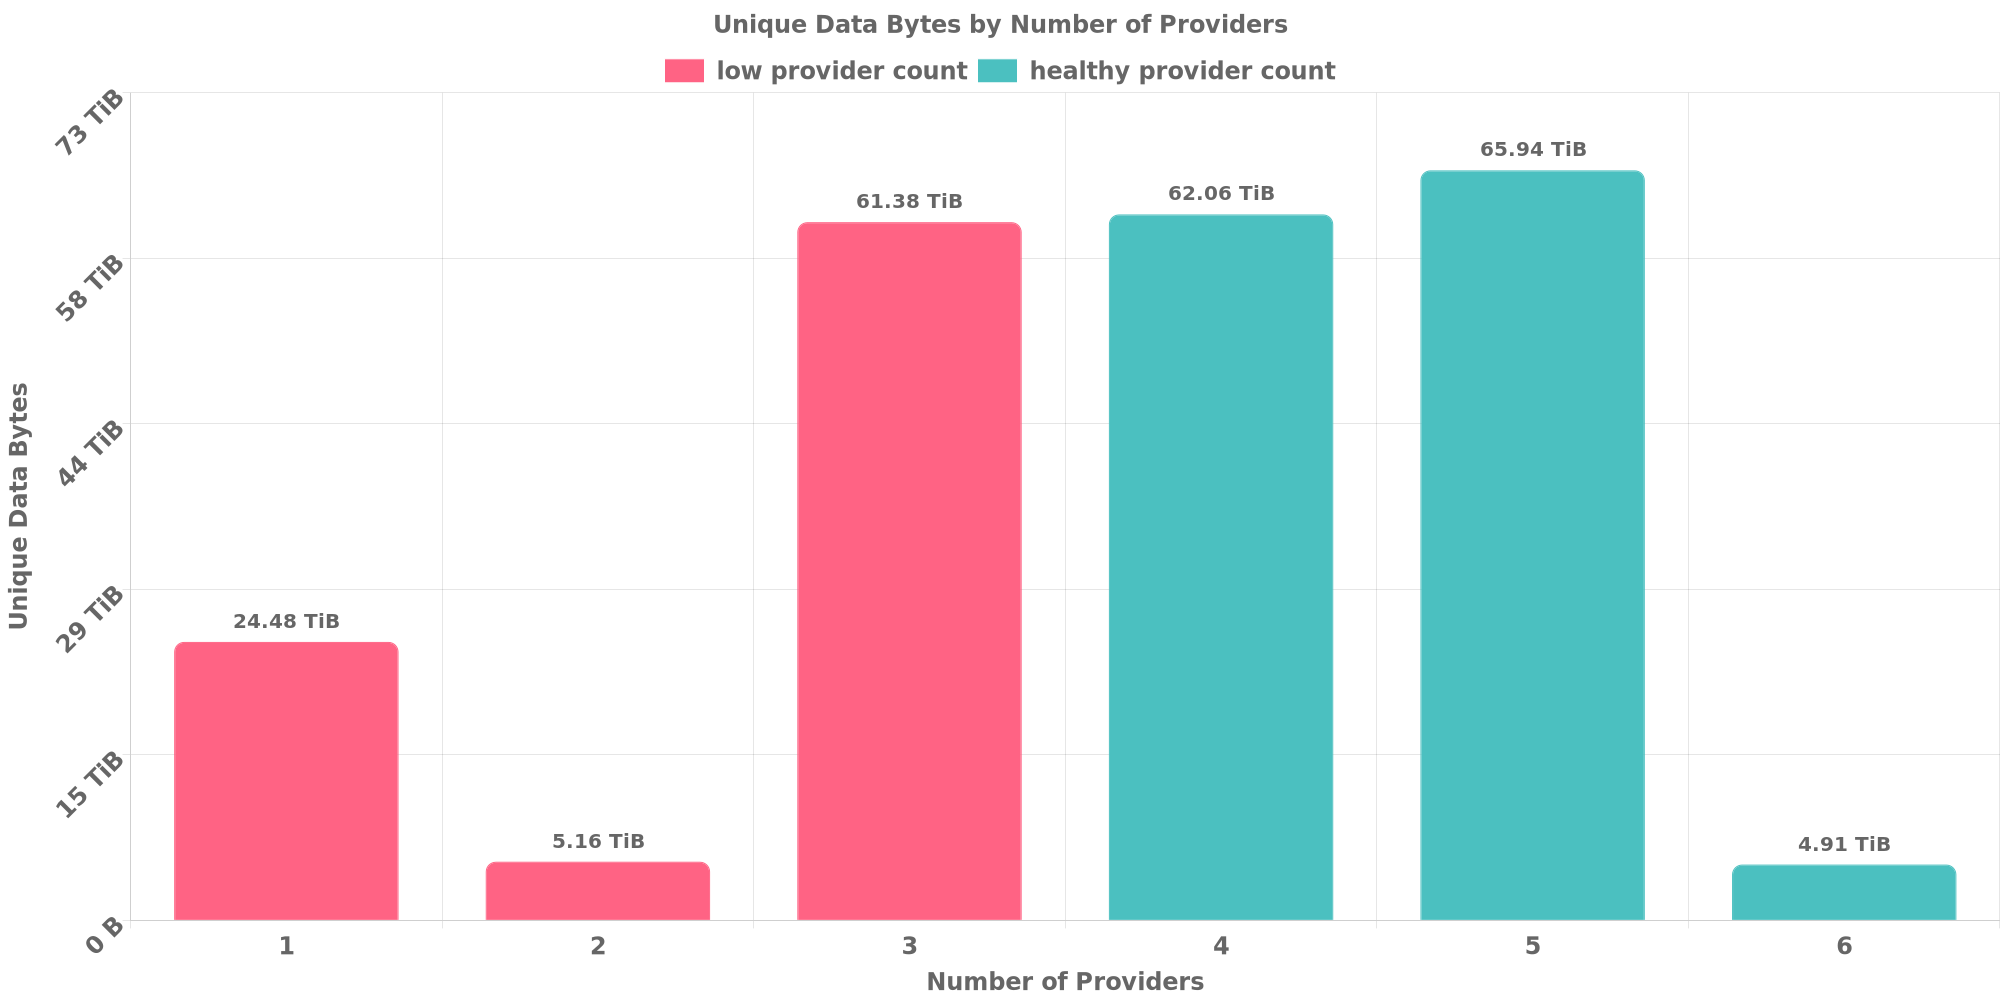 Unique Data Bytes by Number of Providers
low provider count healthy provider count
73 TiB
58 TiB
44 TiB
29 TiB
15 TiB
0 B
Unique Data Bytes
24.48 TiB
5.16 TiB
61.38 TiB
62.06 TiB
65.94 TiB
4.91 TiB
1 2 3 4 5 6
Number of Providers